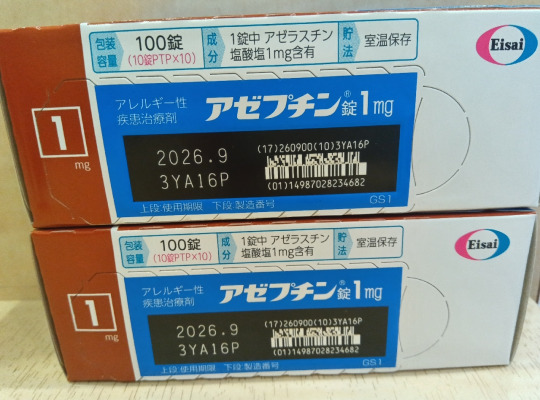 包装容量 100錠 (10錠PTP×10) 成分 1錠中 アゼラスチン塩酸塩1mg含有 貯法 室温保存
Eisai
アレルギー性
疾患治療剤
アゼプチン®錠1mg
1
mg
2026.9
3YA16P
(17)260900(10)3YA16P
(01)14987028234682
上段:使用期限 下段:製造番号
GS1
包装容量 100錠 (10錠PTP×10) 成分 1錠中 アゼラスチン塩酸塩1mg含有 貯法 室温保存
Eisai
アレルギー性
疾患治療剤
アゼプチン®錠1mg
1
mg
2026.9
3YA16P
(17)260900(10)3YA16P
(01)14987028234682
上段:使用期限 下段:製造番号
GS1